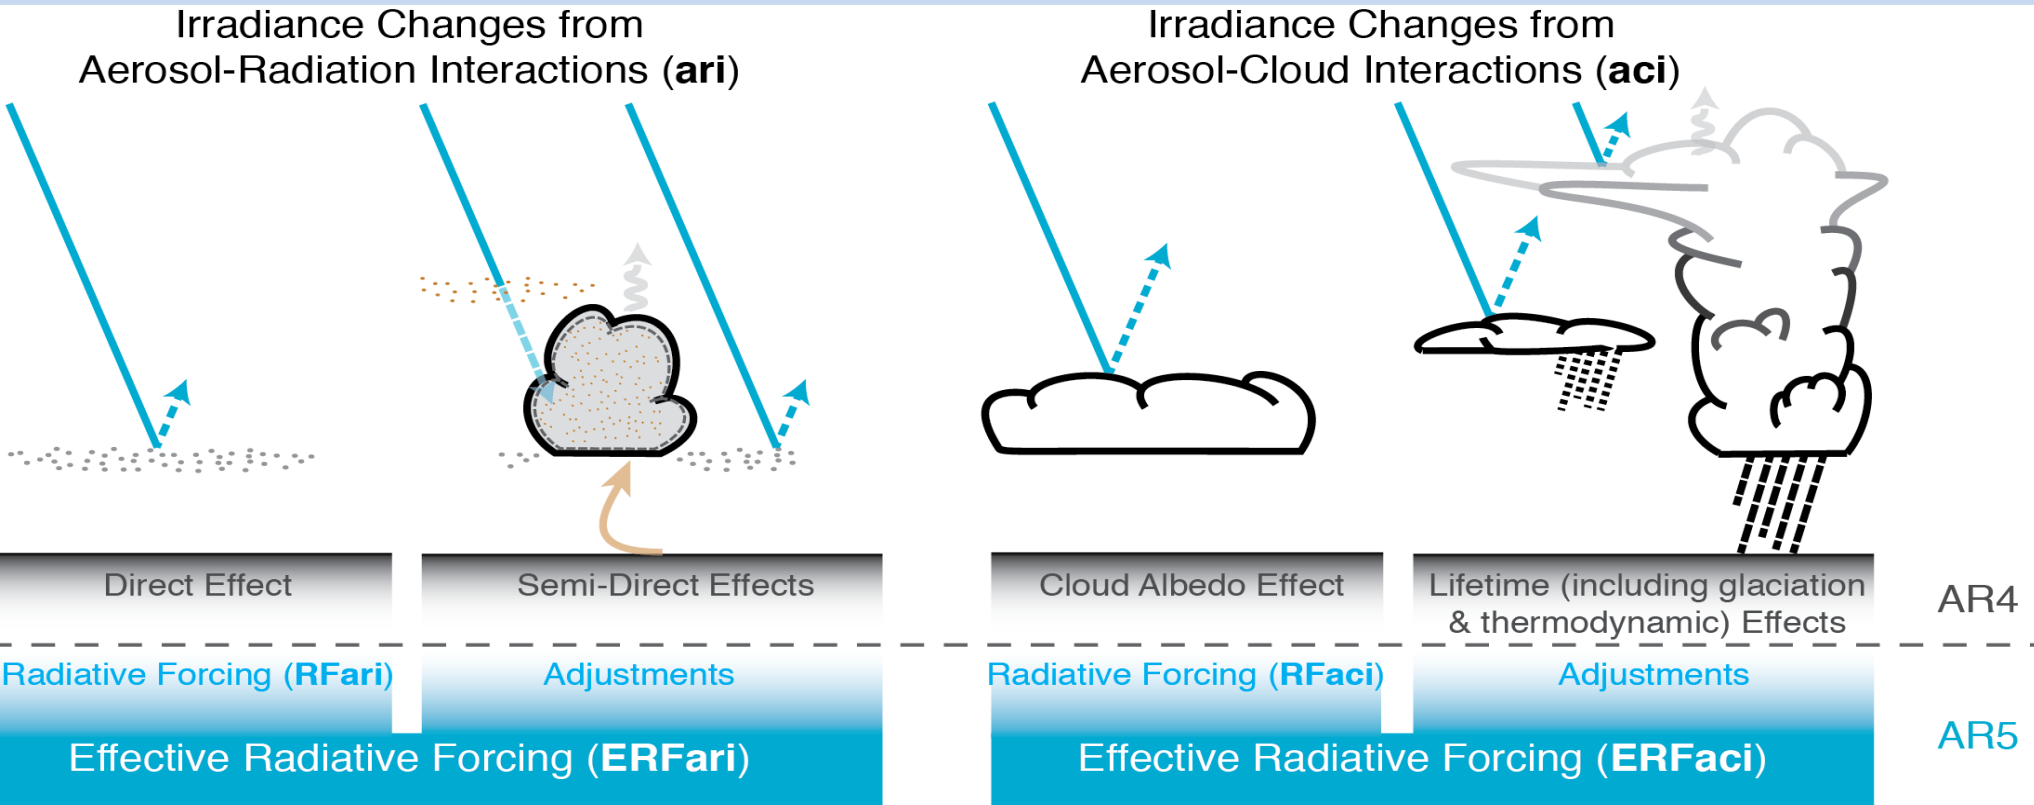 Irradiance Changes from
Aerosol-Radiation Interactions (ari)
Irradiance Changes from
Aerosol-Cloud Interactions (aci)
Direct Effect
Semi-Direct Effects
Cloud Albedo Effect
Lifetime (including glaciation
& thermodynamic) Effects
AR4
Radiative Forcing (RFari)
Adjustments
Radiative Forcing (RFaci)
Adjustments
AR5
Effective Radiative Forcing (ERFari)
Effective Radiative Forcing (ERFaci)